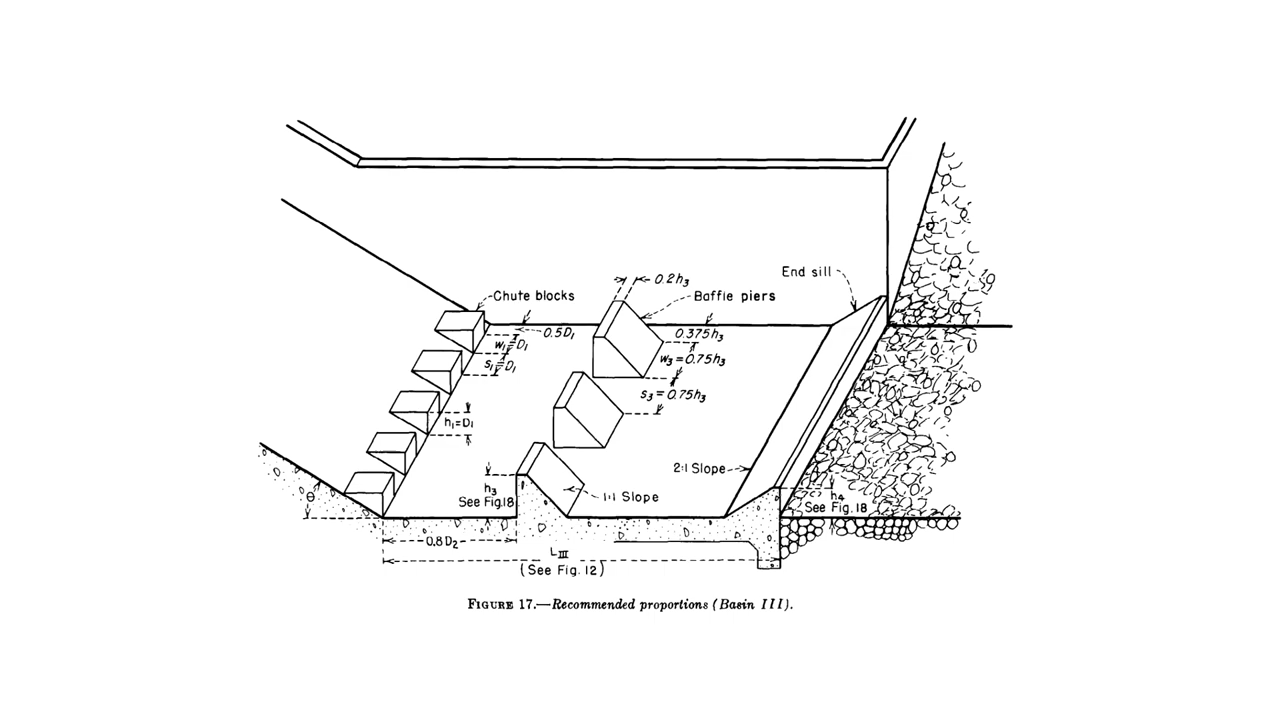 0.2h₃
End sill
Chute blocks
Baffle piers
0.5D₁
0.375h₃
w₁=D₁
w₃=0.75h₃
s₁=D₁
s₃=0.75h₃
h₁=D₁
2:1 Slope
h₃
See Fig.18
1:1 Slope
h₄
See Fig.18
θ
0.8D₂
L III
(See Fig. 12)
FIGURE 17.—Recommended proportions (Basin III).